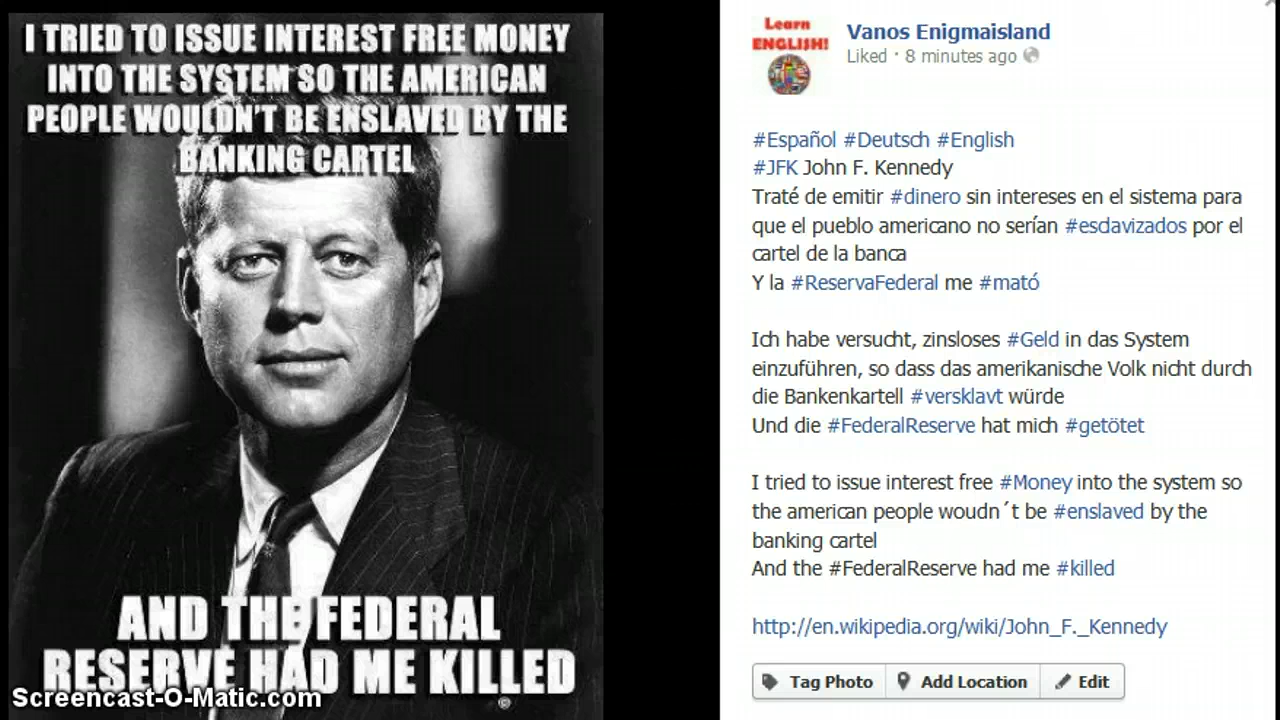 I TRIED TO ISSUE INTEREST FREE MONEY
INTO THE SYSTEM SO THE AMERICAN
PEOPLE WOULDN'T BE ENSLAVED BY THE
BANKING CARTEL
AND THE FEDERAL
RESERVE HAD ME KILLED
Screencast-O-Matic.com
Learn
ENGLISH!
Vanos Enigmaisland
Liked · 8 minutes ago
#Español #Deutsch #English
#JFK John F. Kennedy
Traté de emitir #dinero sin intereses en el sistema para
que el pueblo americano no serían #esclavizados por el
cartel de la banca
Y la #ReservaFederal me #mató
Ich habe versucht, zinsloses #Geld in das System
einzuführen, so dass das amerikanische Volk nicht durch
die Bankenkartell #versklavt würde
Und die #FederalReserve hat mich #getötet
I tried to issue interest free #Money into the system so
the american people woudn´t be #enslaved by the
banking cartel
And the #FederalReserve had me #killed
http://en.wikipedia.org/wiki/John_F._Kennedy
Tag Photo
Add Location
Edit